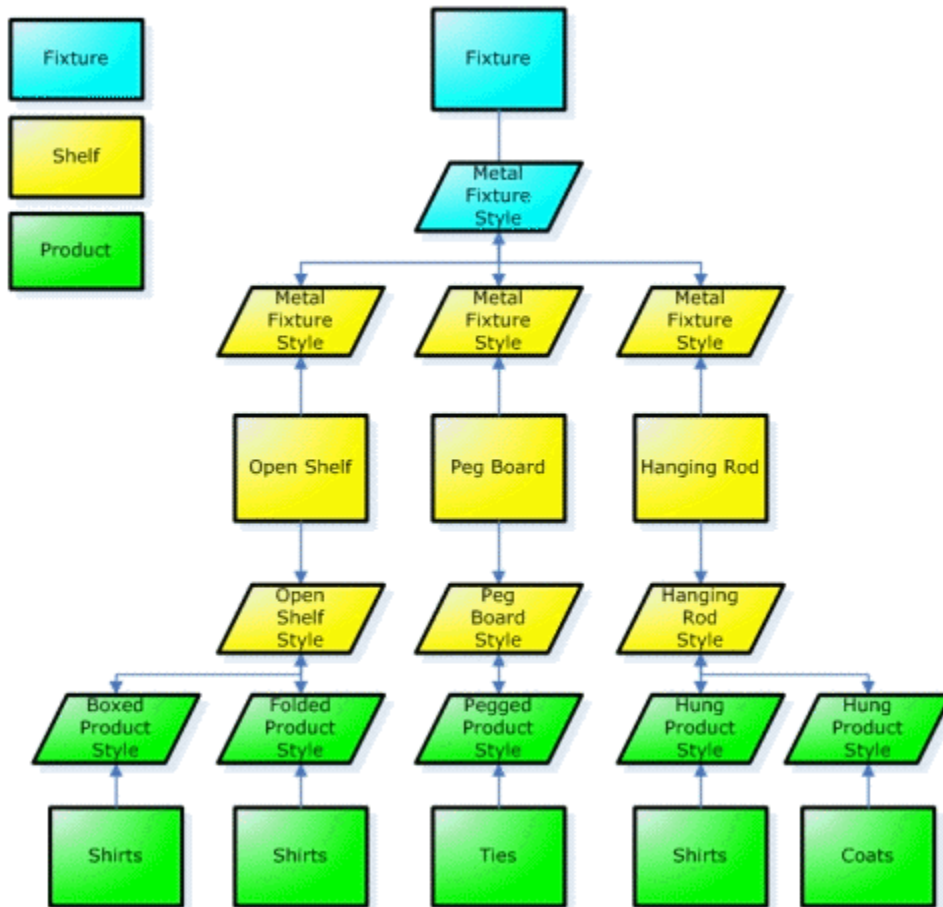 Fixture
Fixture
Shelf
Product
Metal
Fixture
Style
Metal
Fixture
Style
Metal
Fixture
Style
Metal
Fixture
Style
Open Shelf
Peg Board
Hanging Rod
Open
Shelf
Style
Peg
Board
Style
Hanging
Rod
Style
Boxed
Product
Style
Folded
Product
Style
Pegged
Product
Style
Hung
Product
Style
Hung
Product
Style
Shirts
Shirts
Ties
Shirts
Coats